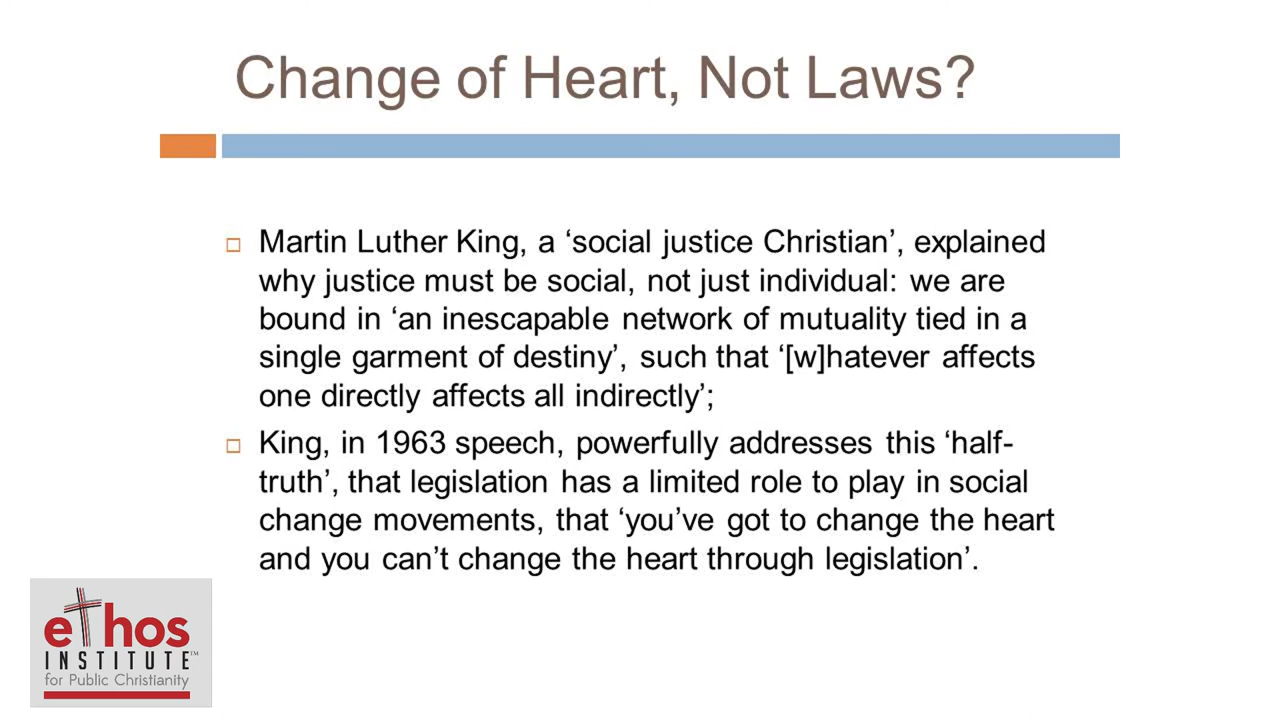 Change of Heart, Not Laws?
Martin Luther King, a ‘social justice Christian’, explained
why justice must be social, not just individual: we are
bound in ‘an inescapable network of mutuality tied in a
single garment of destiny’, such that ‘[w]hatever affects
one directly affects all indirectly’;
King, in 1963 speech, powerfully addresses this ‘half-
truth’, that legislation has a limited role to play in social
change movements, that ‘you’ve got to change the heart
and you can’t change the heart through legislation’.
ethos
INSTITUTE™
for Public Christianity